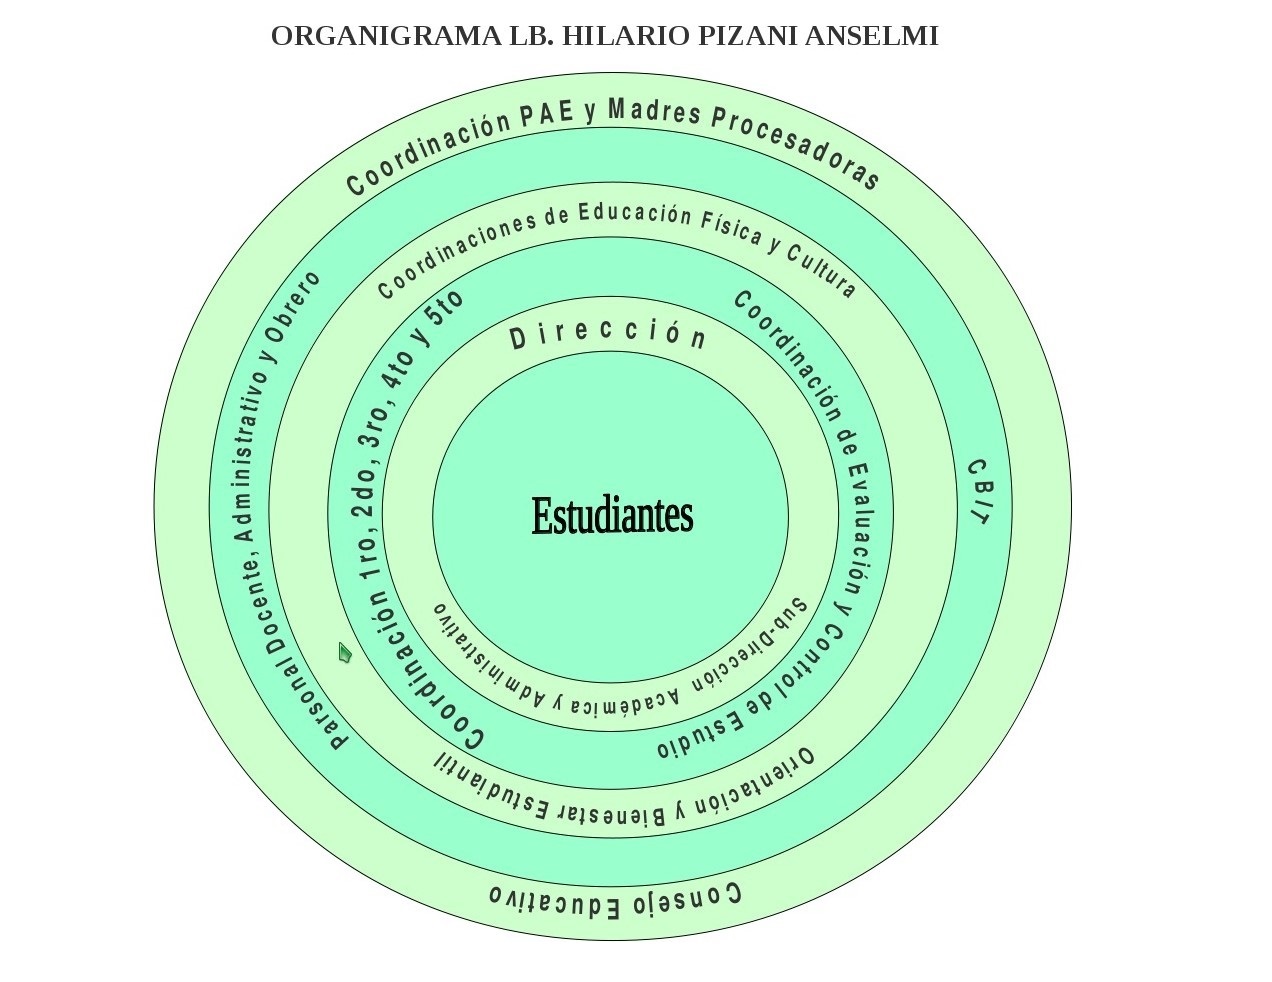 ORGANIGRAMA LB. HILARIO PIZANI ANSELMI
Coordinación PAE y Madres Procesadoras
Consejo Educativo
Parsonal Docente, Administrativo y Obrero
CBIT
Coordinaciones de Educación Física y Cultura
Orientación y Bienestar Estudiantil
Coordinación 1ro, 2do, 3ro, 4to y 5to
Coordinación de Evaluación y Control de Estudio
Dirección
Sub-Dirección Académica y Administrativo
Estudiantes